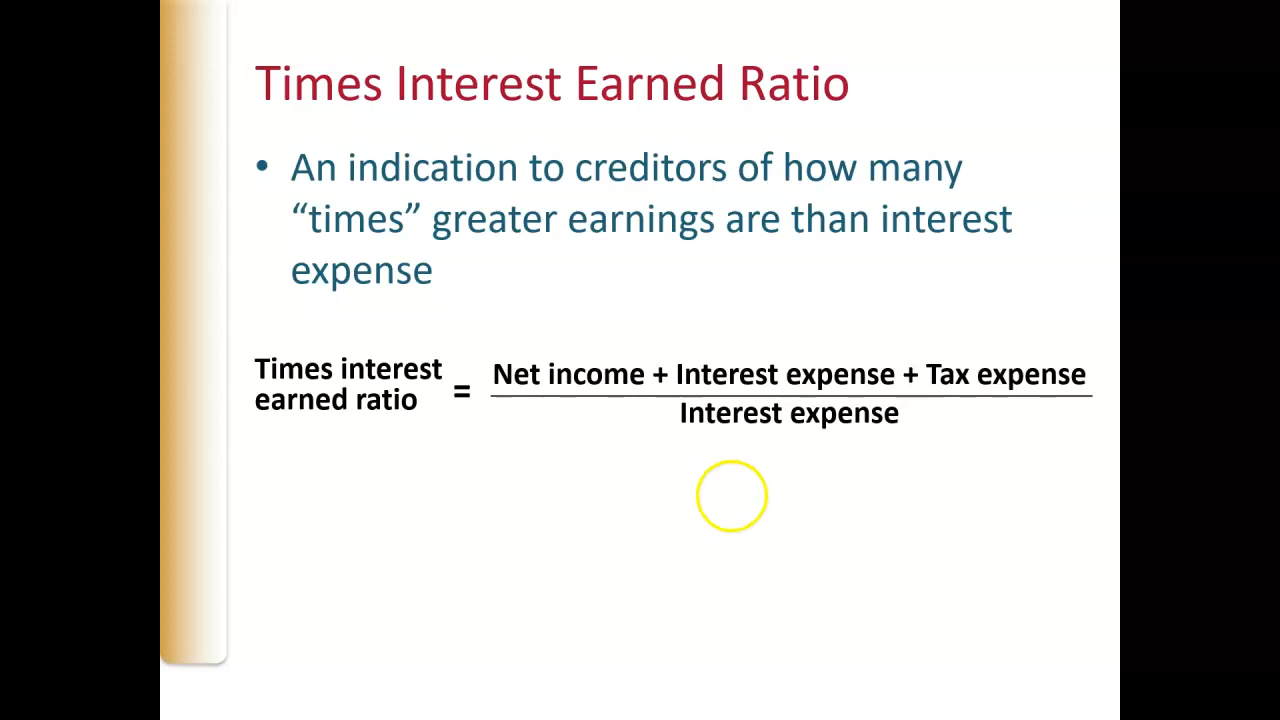 Times Interest Earned Ratio
• An indication to creditors of how many
“times” greater earnings are than interest
expense
Times interest
earned ratio
=
Net income + Interest expense + Tax expense
Interest expense